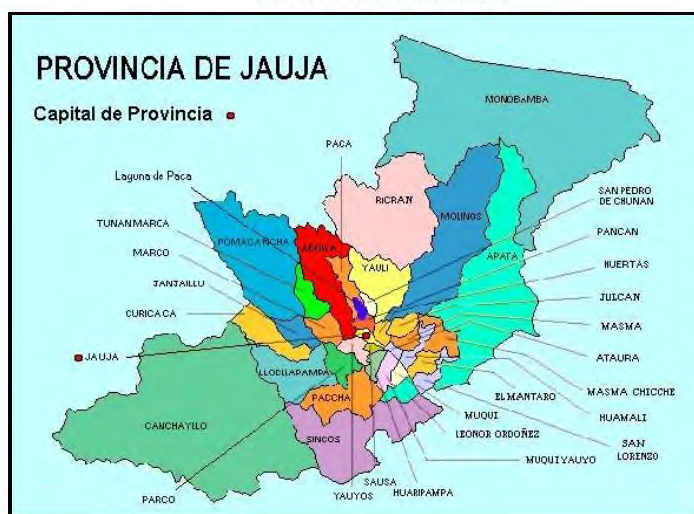 PROVINCIA DE JAUJA
Capital de Provincia
MONOBAMBA
PACA
Laguna de Paca
RICRAN
SAN PEDRO
DE CHUNAN
MOLINOS
TUNANMARCA
POMACANCHA
ACOLLA
PANCAN
MARCO
YAULI
APATA
HUERTAS
JANJAILLU
JULCAN
CURICACA
MASMA
JAUJA
ATAURA
LLOCLLAPAMPA
MASMA CHICCHE
PACCHA
EL MANTARO
HUAMALI
CANCHAYLLO
MUQUI
SINCOS
LEONOR ORDOÑEZ
SAN
LORENZO
MUQUIYAUYO
SAUSA
PARCO
YAUYOS
HUARIPAMPA